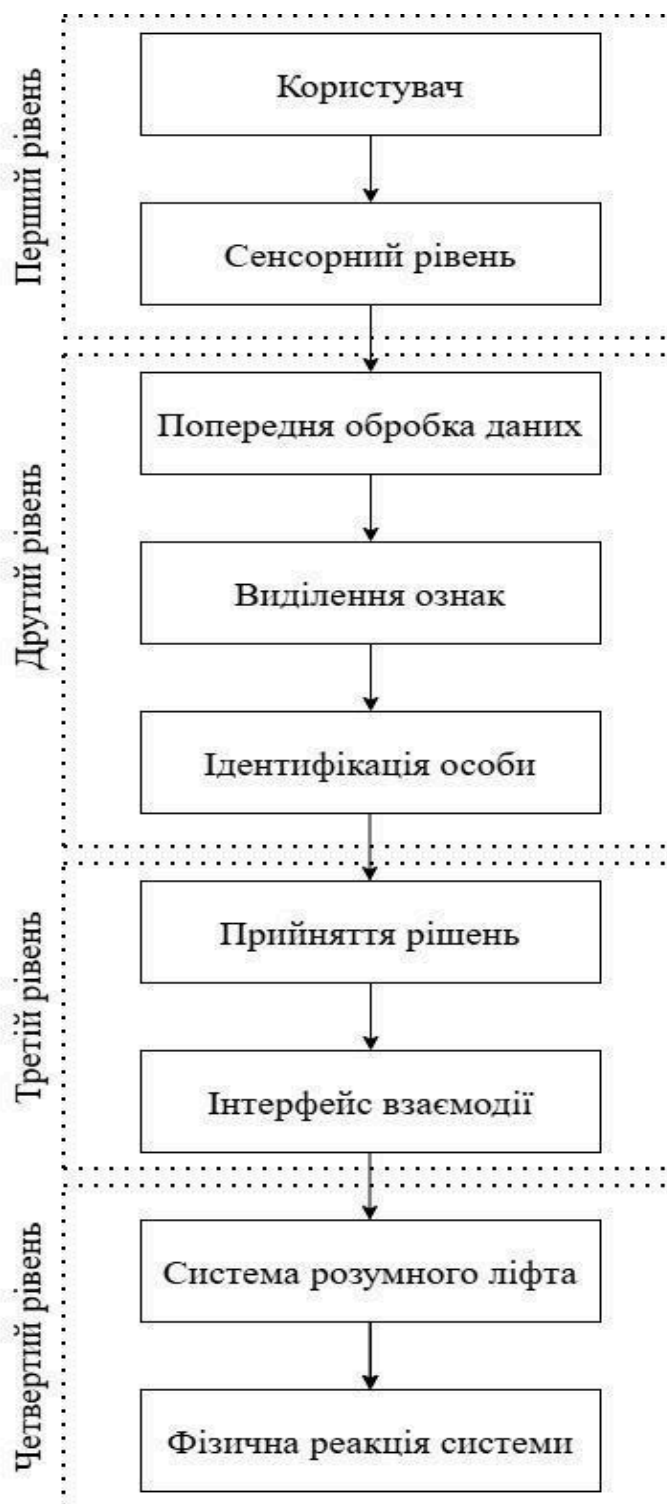 Перший рівень
Користувач
Сенсорний рівень
Другий рівень
Попередня обробка даних
Виділення ознак
Ідентифікація особи
Третій рівень
Прийняття рішень
Інтерфейс взаємодії
Четвертий рівень
Система розумного ліфта
Фізична реакція системи